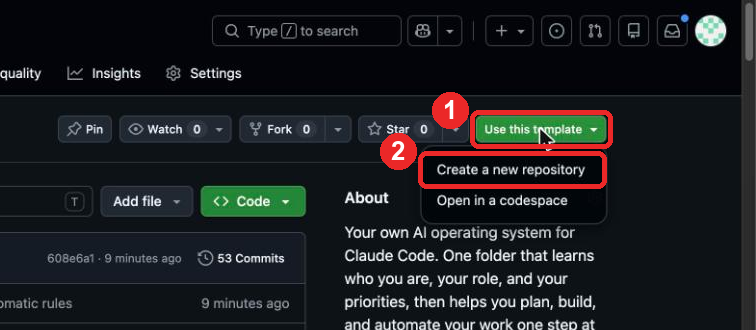 Type / to search
quality Insights Settings
1
Pin Watch 0 Fork 0 Star 0 Use this template
2
Create a new repository
Open in a codespace
T Add file Code
About
Your own AI operating system for
Claude Code. One folder that learns
who you are, your role, and your
priorities, then helps you plan, build,
and automate your work one step at
608e6a1 · 9 minutes ago 53 Commits
omatic rules 9 minutes ago